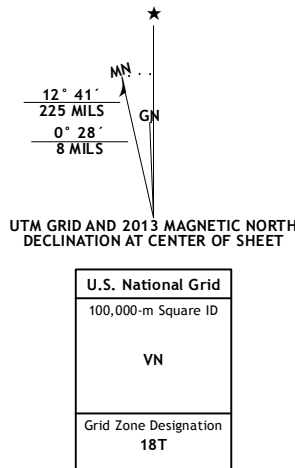 ★
MN
GN
12° 41´
225 MILS
0° 28´
8 MILS
UTM GRID AND 2013 MAGNETIC NORTH
DECLINATION AT CENTER OF SHEET
U.S. National Grid
100,000-m Square ID
VN
Grid Zone Designation
18T